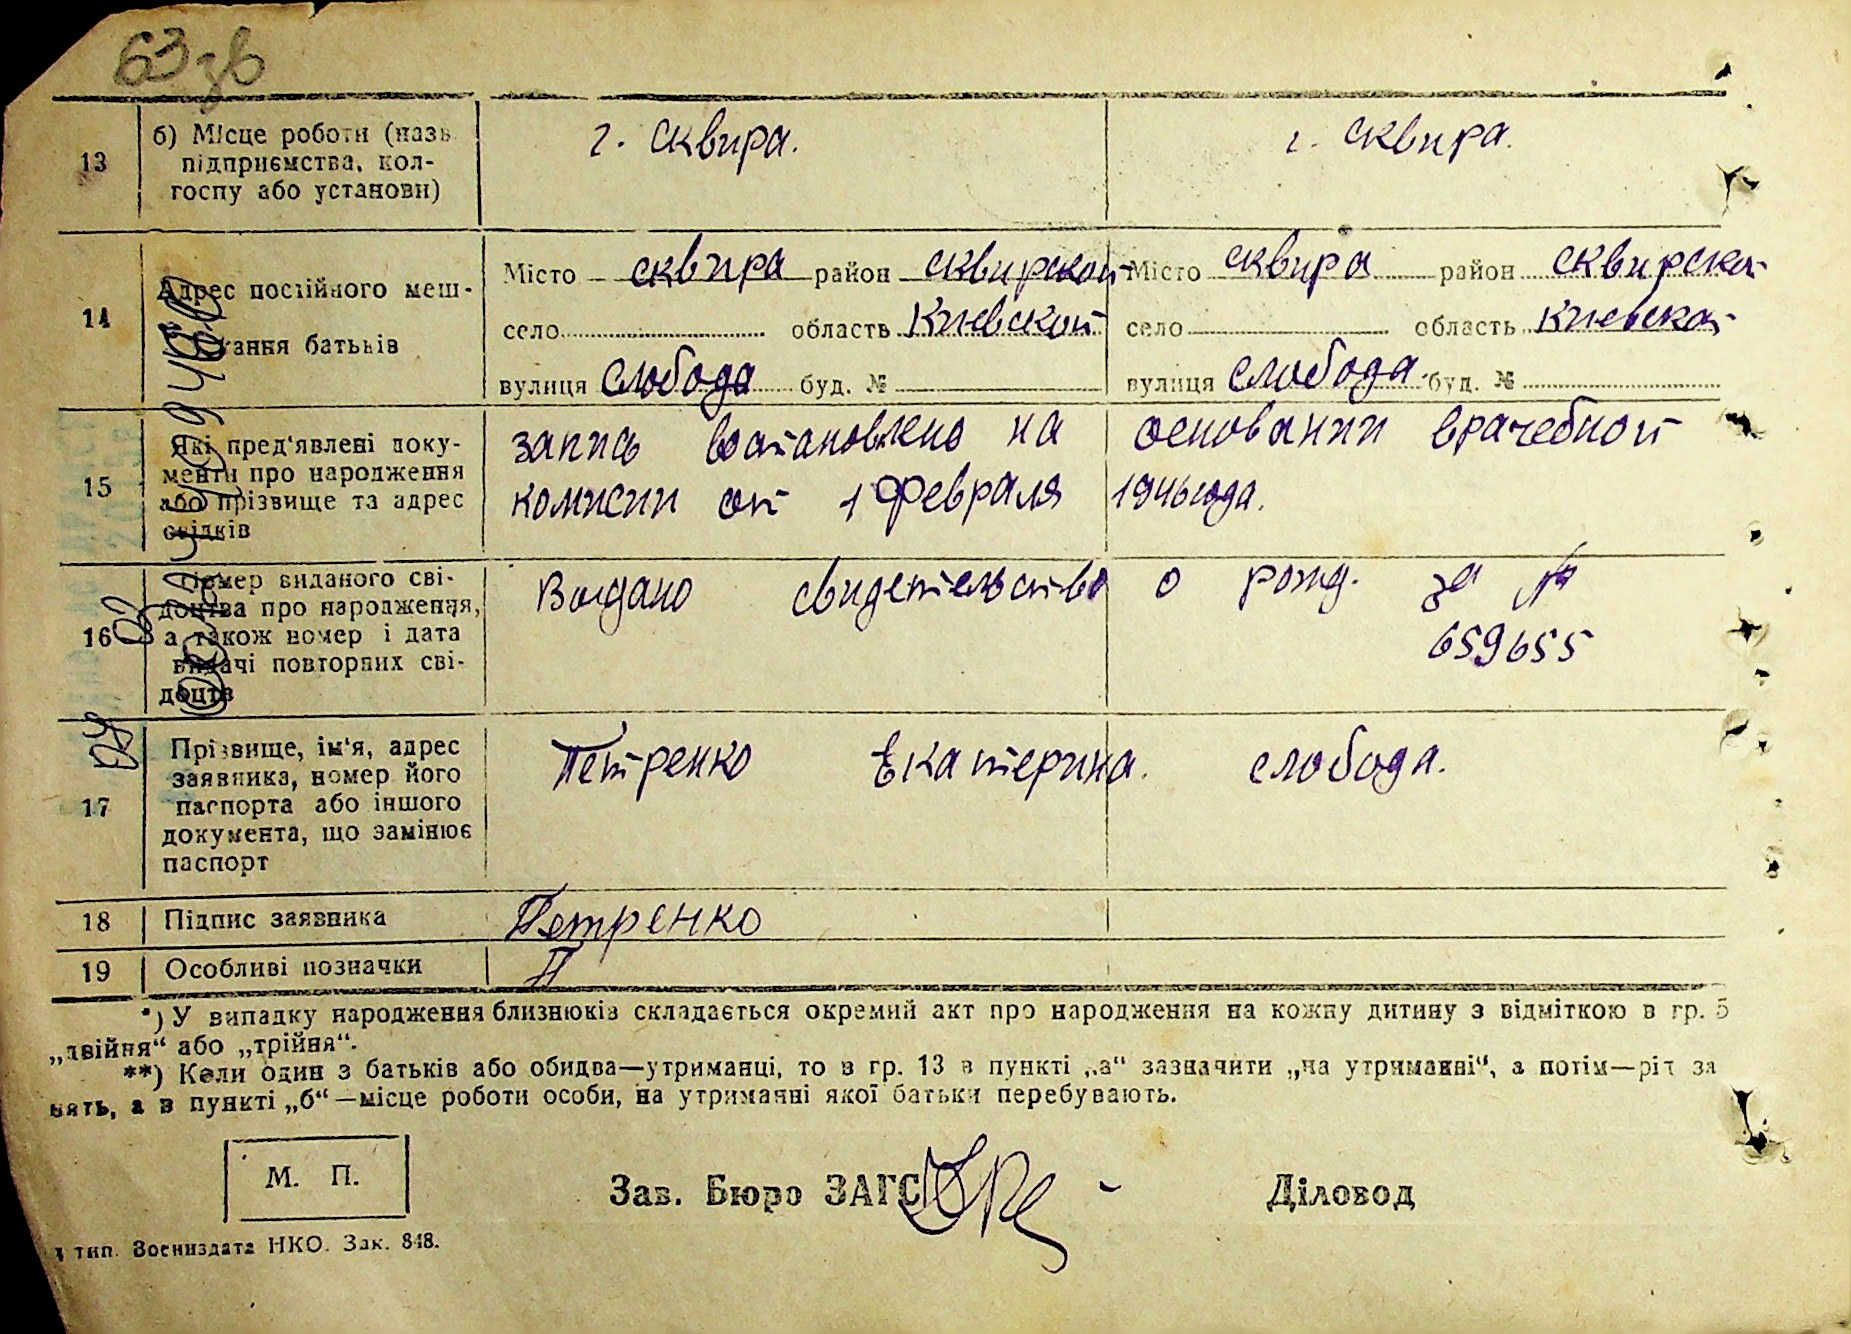 63 зв
13
б) Місце роботи (назв
підприємства, кол-
госпу або установи)
г. Сквира.
г. Сквира.
14
Адрес постійного меш-
кання батьків
Місто Сквира район Сквирской
село область Киевской
вулиця Слобода буд. №
Місто Сквира район Сквирской
село область Киевской
вулиця Слобода. буд. №
15
Які пред'явлені доку-
менти про народження
або прізвище та адрес
свідків
запись востановлено на основании врачебной
комисии от 1 февраля 1946 года.
16
Номер виданого сві-
доцтва про народження,
а також номер і дата
видачі повторних сві-
доцтв
Выдано свидетельство о рожд. за №
659655
17
Прізвище, ім'я, адрес
заявника, номер його
паспорта або іншого
документа, що замінює
паспорт
Петренко Екатерина. слобода.
18 Підпис заявника Петренко
19 Особливі позначки П
*) У випадку народження близнюків складається окремий акт про народження на кожну дитину з відміткою в гр. 5
„двійня“ або „трійня“.
**) Коли один з батьків або обидва—утриманці, то в гр. 13 в пункті „а“ зазначити „на утриманні“, а потім—рід за
нять, а в пункті „б“—місце роботи особи, на утриманні якої батьки перебувають.
М. П.
Зав. Бюро ЗАГС
Діловод
тип. Воениздата НКО. Зак. 848.